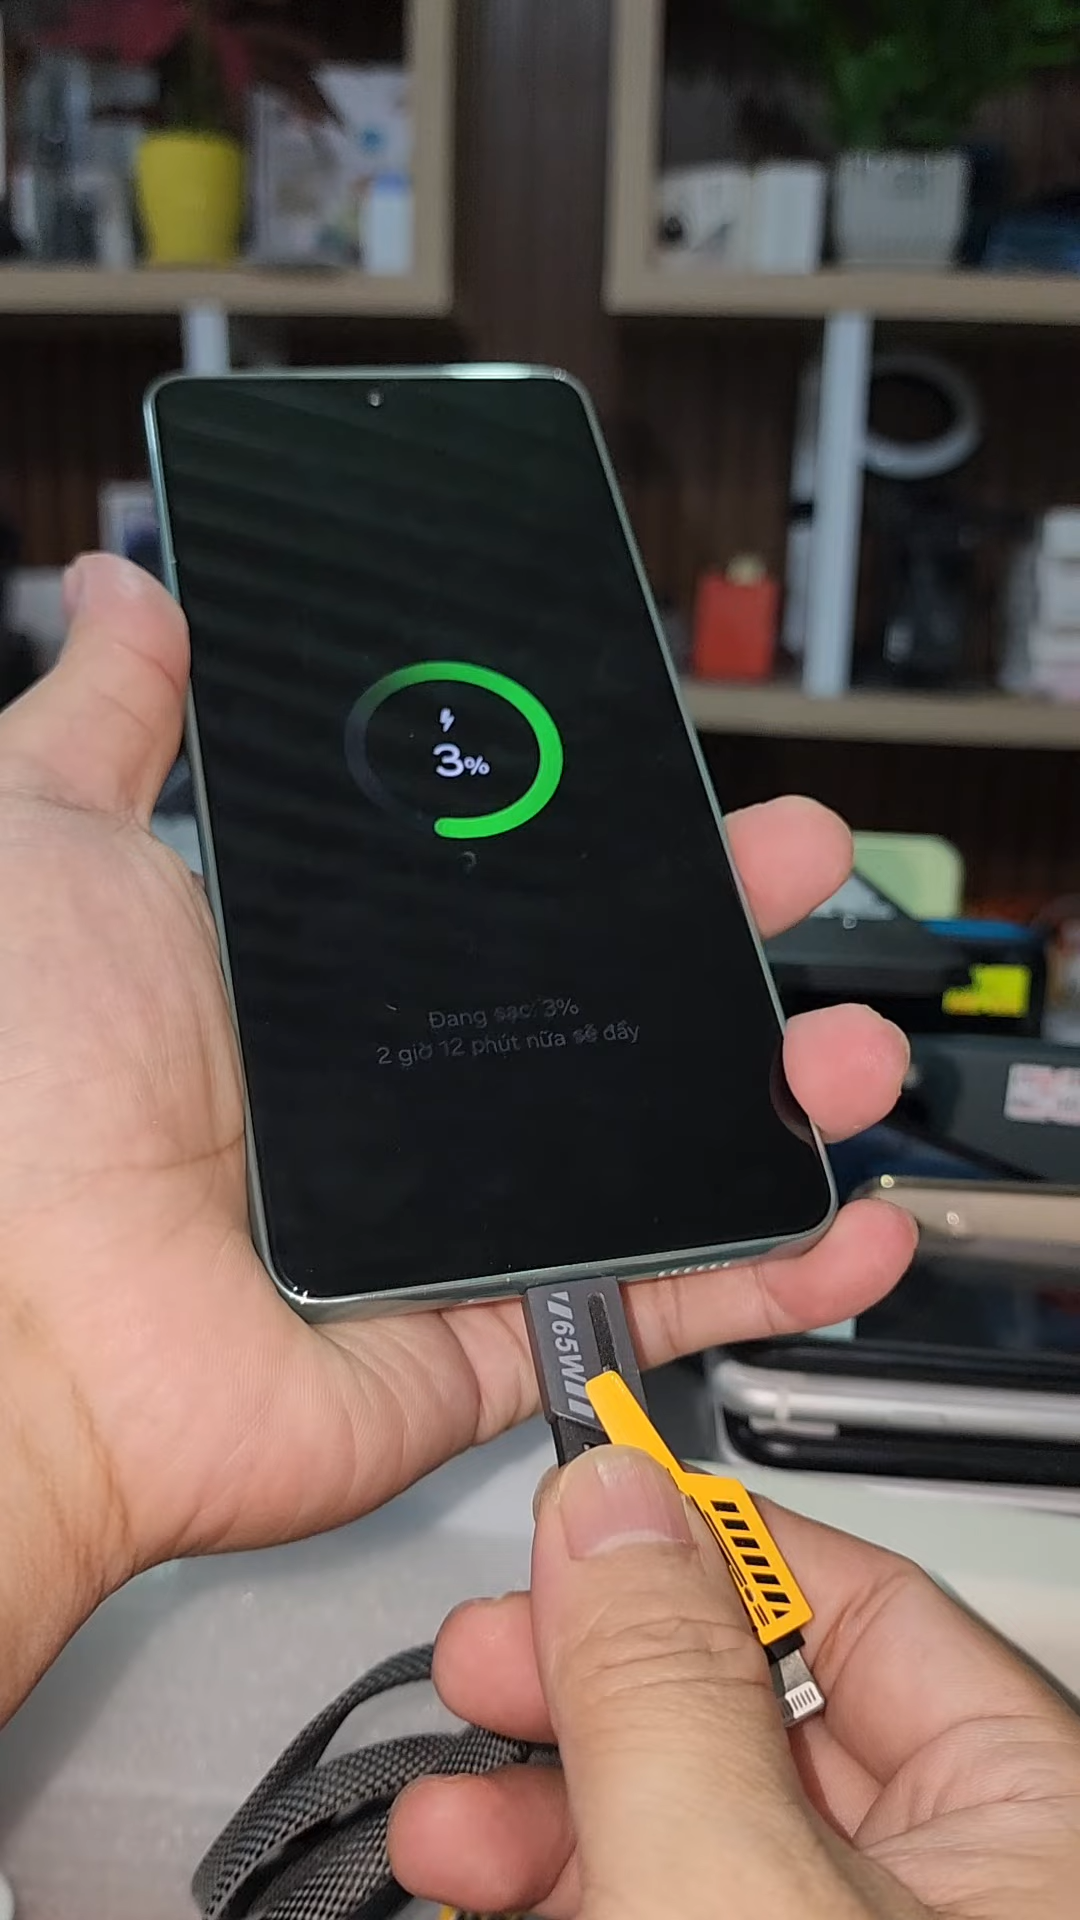 3%
Đang sạc: 3%
2 giờ 12 phút nữa sẽ đầy
65W